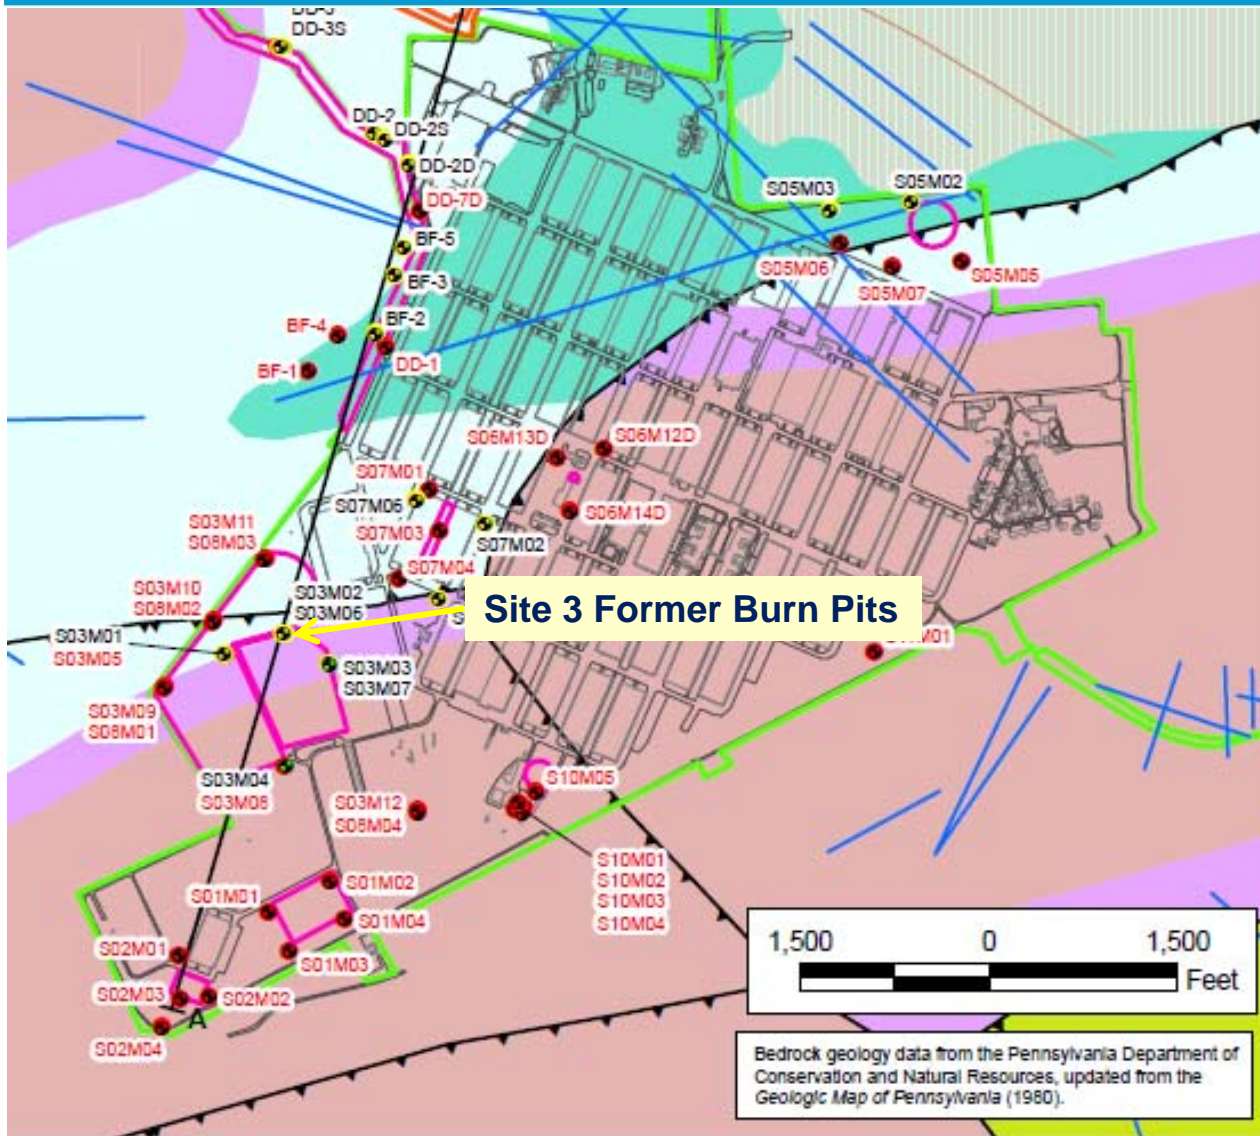 DD-3S
DD-2
DD-2S
DD-2D
DD-7D
BF-5
BF-3
BF-2
BF-4
BF-1
DD-1
S05M03
S05M02
S05M06
S05M07
S05M05
S06M13D
S06M12D
S06M14D
S07M01
S07M06
S07M03
S07M02
S07M04
S03M11
S08M03
S03M10
S08M02
S03M02
S03M06
Site 3 Former Burn Pits
S03M01
S03M05
S03M03
S03M07
S03M09
S08M01
S03M04
S03M08
S03M12
S08M04
S10M05
S10M01
S10M02
S10M03
S10M04
S01M02
S01M01
S01M04
S01M03
S02M01
S02M03
S02M02
A
S02M04
1,500 0 1,500
Feet
Bedrock geology data from the Pennsylvania Department of
Conservation and Natural Resources, updated from the
Geologic Map of Pennsylvania (1980).